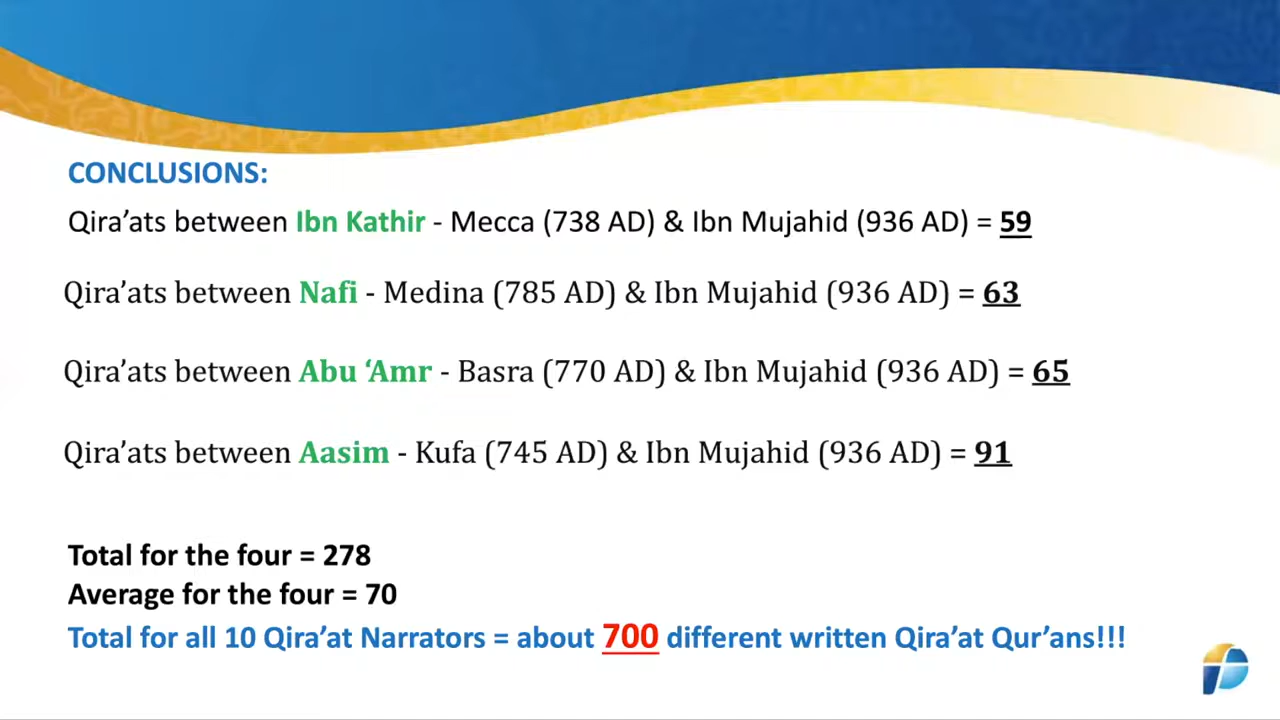 CONCLUSIONS:
Qira’ats between Ibn Kathir - Mecca (738 AD) & Ibn Mujahid (936 AD) = 59
Qira’ats between Nafi - Medina (785 AD) & Ibn Mujahid (936 AD) = 63
Qira’ats between Abu ‘Amr - Basra (770 AD) & Ibn Mujahid (936 AD) = 65
Qira’ats between Aasim - Kufa (745 AD) & Ibn Mujahid (936 AD) = 91
Total for the four = 278
Average for the four = 70
Total for all 10 Qira’at Narrators = about 700 different written Qira’at Qur’ans!!!